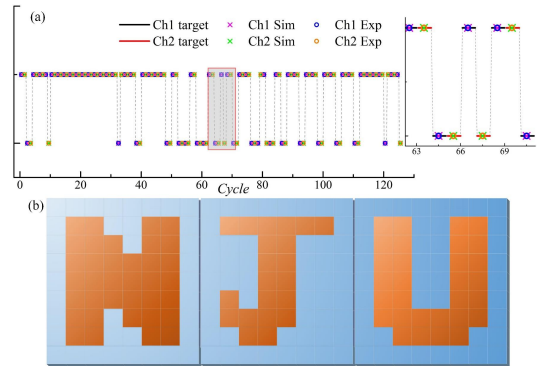 (a)
Ch1 target Ch1 Sim Ch1 Exp
Ch2 target Ch2 Sim Ch2 Exp
63 66 69
0 20 40 60 80 100 120
Cycle
(b)
N J U